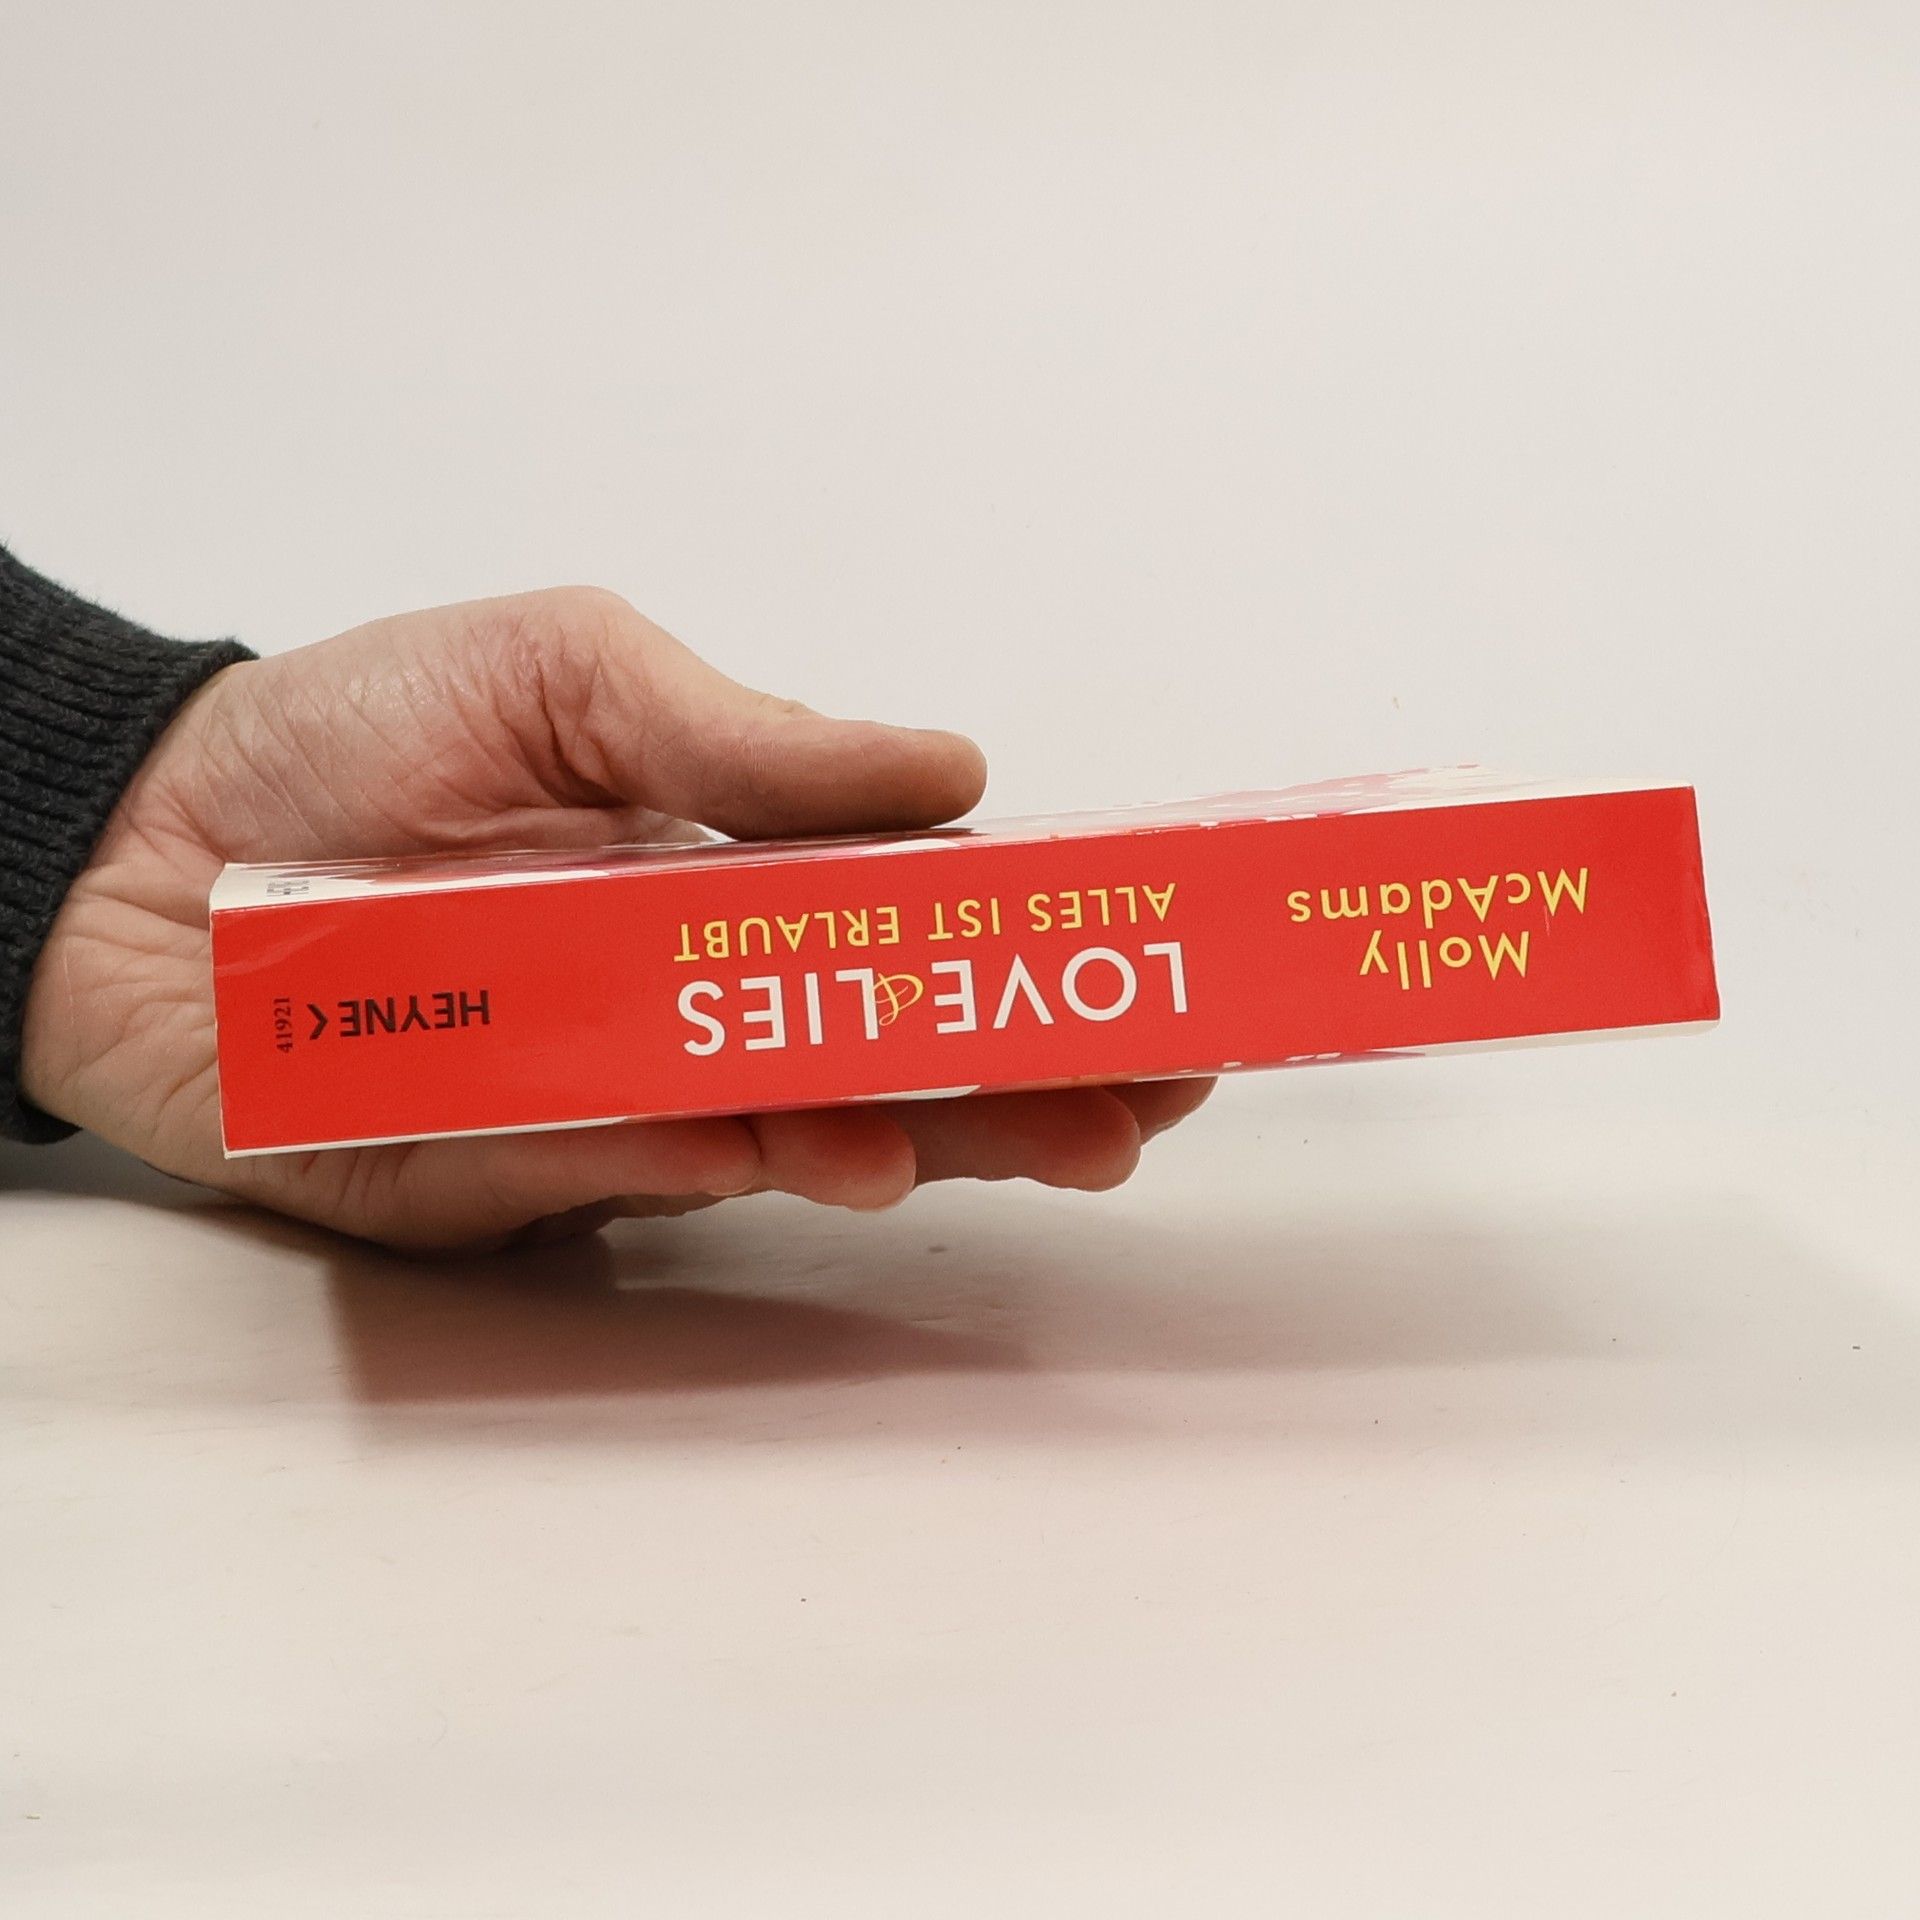 Molly
McAdams
LOVE & LIES
ALLES IST ERLAUBT
HEYNE <
41921